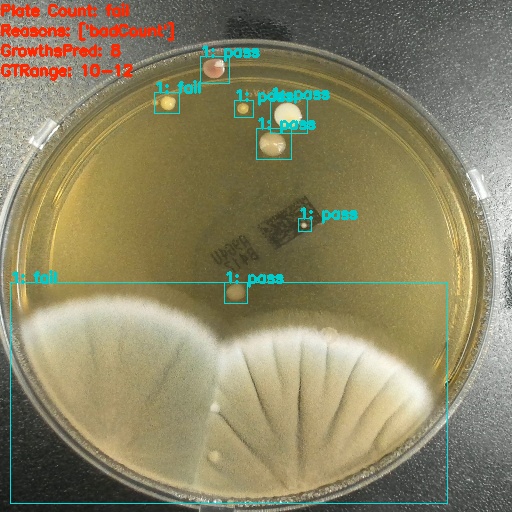 Plate Count: fail
Reasons: ['badCount']
GrowthsPred: 8
GTRange: 10-12
1: pass
1: fail
1: pass
1: pass
1: pass
1: pass
1: pass
1: fail